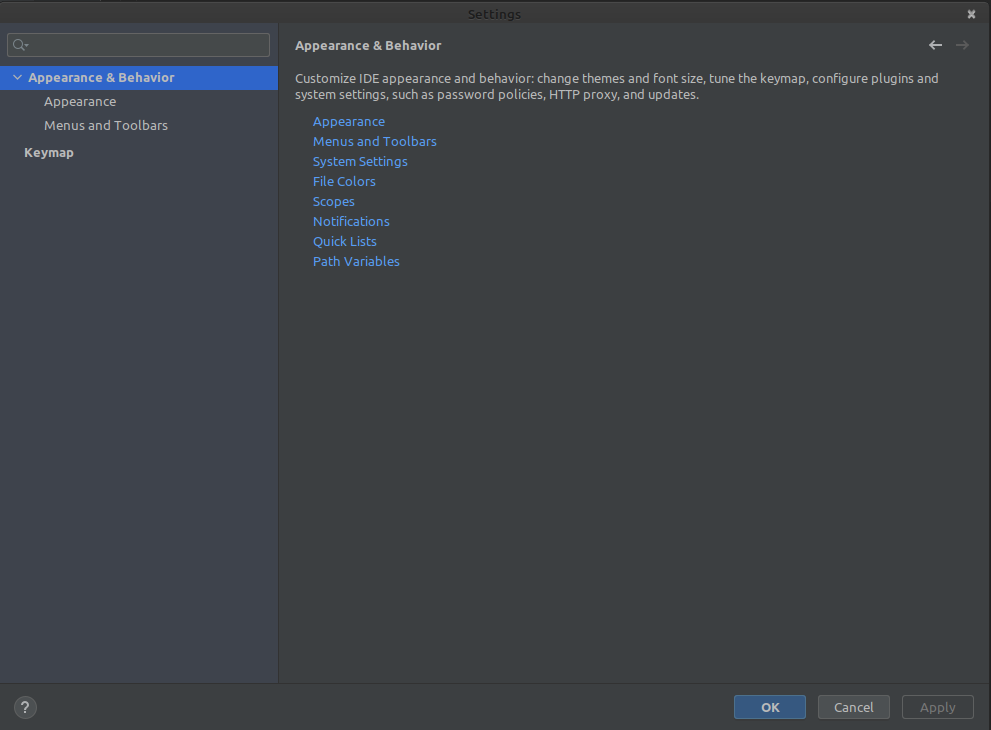 Settings
Appearance & Behavior
Appearance
Menus and Toolbars
Keymap
Appearance & Behavior
Customize IDE appearance and behavior: change themes and font size, tune the keymap, configure plugins and
system settings, such as password policies, HTTP proxy, and updates.
Appearance
Menus and Toolbars
System Settings
File Colors
Scopes
Notifications
Quick Lists
Path Variables
?
OK
Cancel
Apply